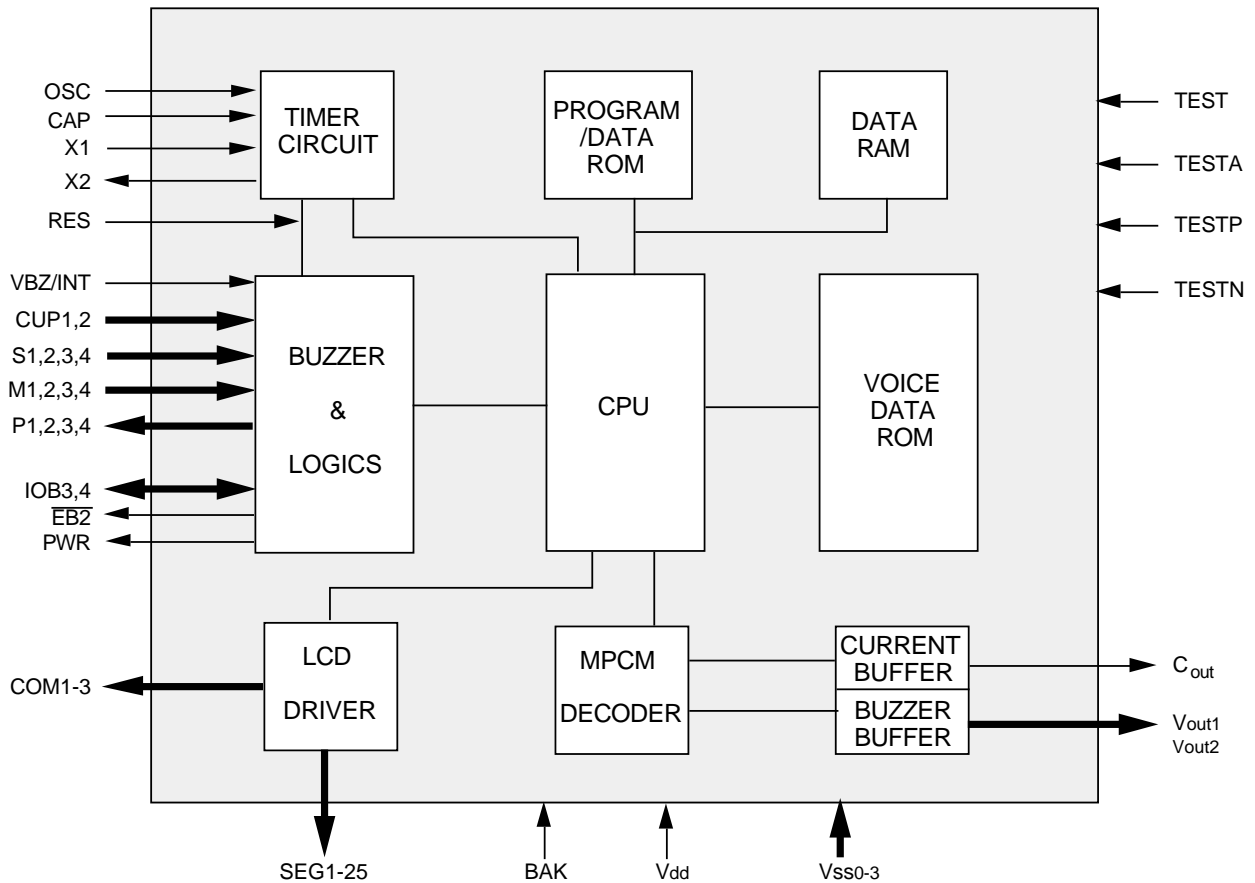 OSC
CAP
X1
X2
RES
VBZ/INT
CUP1,2
S1,2,3,4
M1,2,3,4
P1,2,3,4
IOB3,4
EB2
PWR
COM1-3
TIMER
CIRCUIT
PROGRAM
/DATA
ROM
DATA
RAM
BUZZER
&
LOGICS
CPU
VOICE
DATA
ROM
LCD
DRIVER
MPCM
DECODER
CURRENT
BUFFER
BUZZER
BUFFER
TEST
TESTA
TESTP
TESTN
Cout
Vout1
Vout2
SEG1-25
BAK
Vdd
Vss0-3